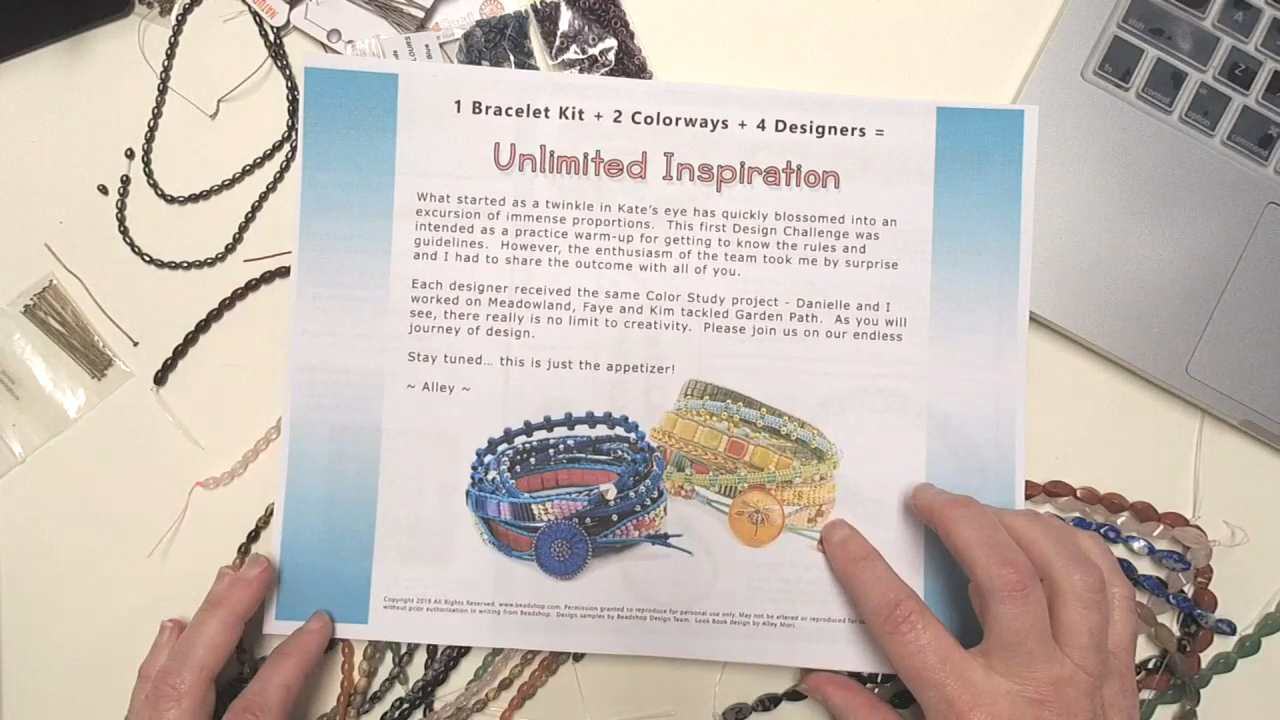 NATUR
LOURS
Blue
1 Bracelet Kit + 2 Colorways + 4 Designers =
Unlimited Inspiration
What started as a twinkle in Kate's eye has quickly blossomed into an
excursion of immense proportions. This first Design Challenge was
intended as a practice warm-up for getting to know the rules and
guidelines. However, the enthusiasm of the team took me by surprise
and I had to share the outcome with all of you.
Each designer received the same Color Study project - Danielle and I
worked on Meadowland, Faye and Kim tackled Garden Path. As you will
see, there really is no limit to creativity. Please join us on our endless
journey of design.
Stay tuned... this is just the appetizer!
~ Alley ~
Copyright 2019 All Rights Reserved. www.beadshop.com. Permission granted to reproduce for personal use only. May not be altered or reproduced for
without prior authorization in writing from Beadshop. Design samples by Beadshop Design Team. Look Book design by Alley Mori.
shift
A
Z
fn
control
option
command